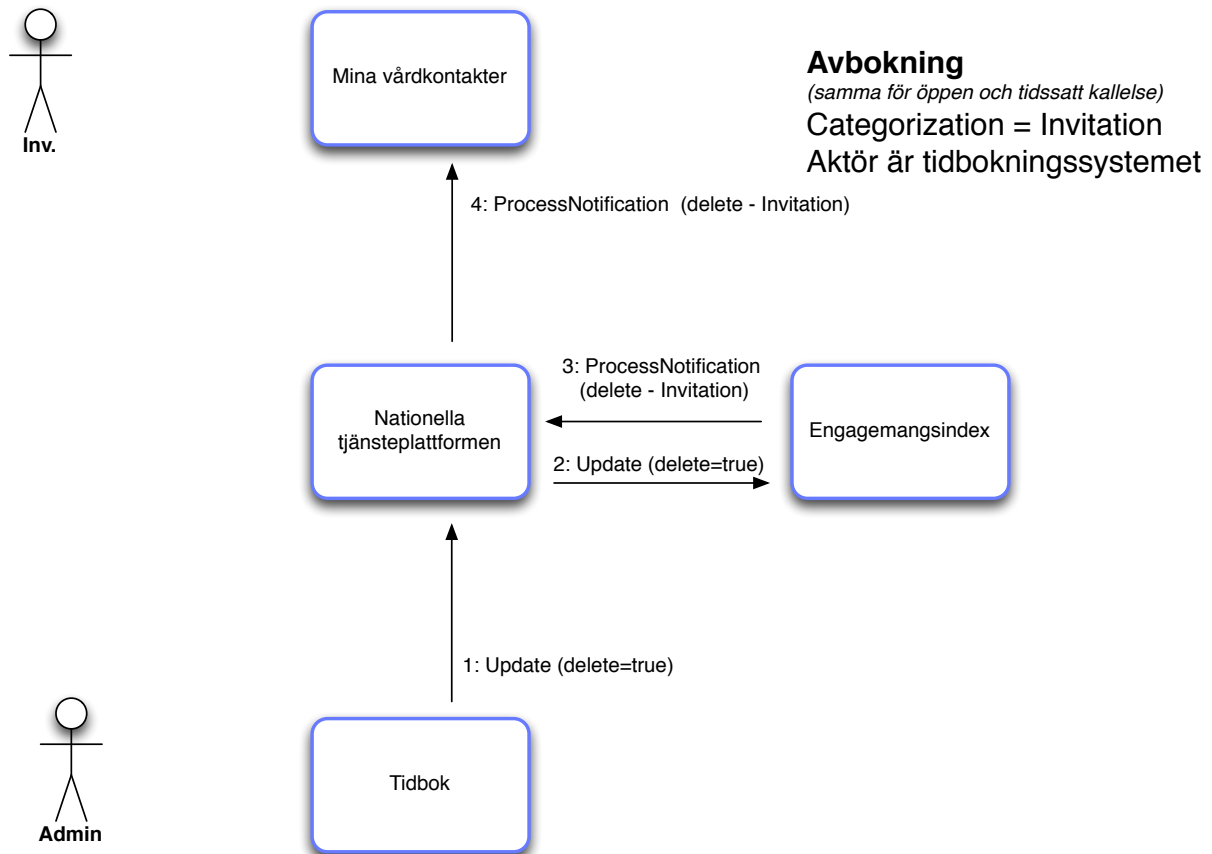 Inv.
Mina vårdkontakter
Avbokning
(samma för öppen och tidssatt kallelse)
Categorization = Invitation
Aktör är tidbokningssystemet
4: ProcessNotification  (delete - Invitation)
3: ProcessNotification
(delete - Invitation)
Nationella
tjänsteplattformen
Engagemangsindex
2: Update (delete=true)
1: Update (delete=true)
Tidbok
Admin